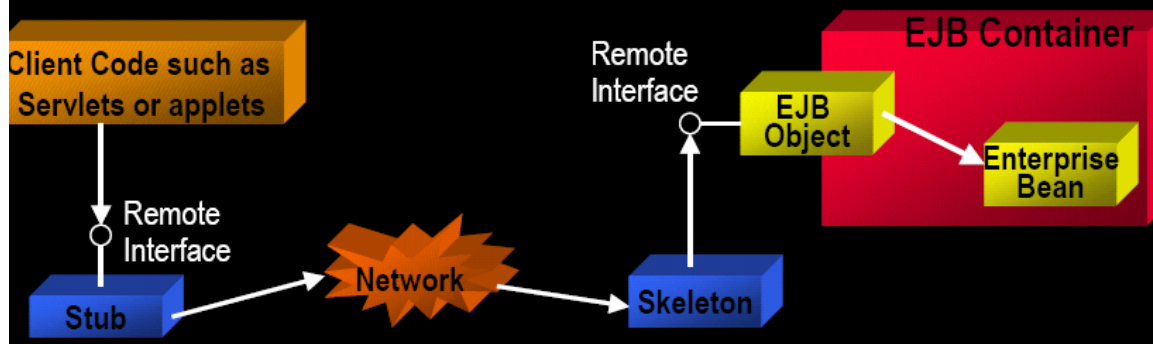 Client Code such as
Servlets or applets
Remote
Interface
Stub
Network
Skeleton
Remote
Interface
EJB
Object
EJB Container
Enterprise
Bean